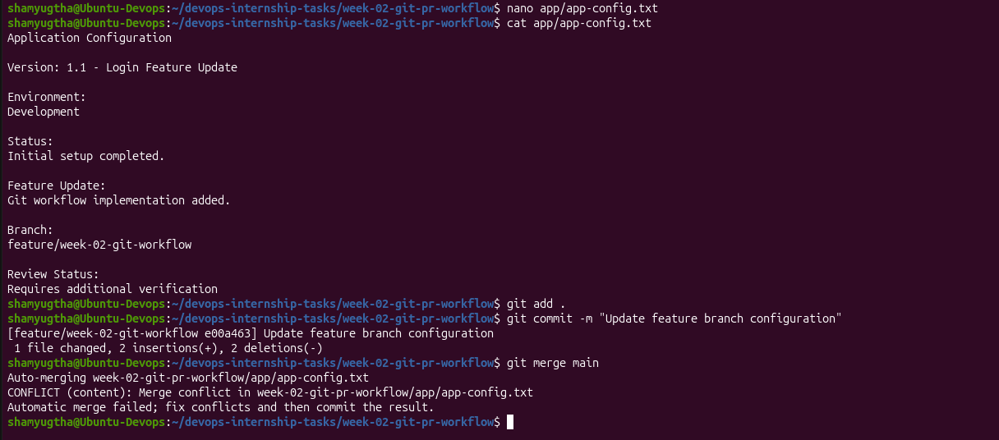 shamyugtha@Ubuntu-Devops:~/devops-internship-tasks/week-02-git-pr-workflow$ nano app/app-config.txt
shamyugtha@Ubuntu-Devops:~/devops-internship-tasks/week-02-git-pr-workflow$ cat app/app-config.txt
Application Configuration
Version: 1.1 - Login Feature Update
Environment:
Development
Status:
Initial setup completed.
Feature Update:
Git workflow implementation added.
Branch:
feature/week-02-git-workflow
Review Status:
Requires additional verification
shamyugtha@Ubuntu-Devops:~/devops-internship-tasks/week-02-git-pr-workflow$ git add .
shamyugtha@Ubuntu-Devops:~/devops-internship-tasks/week-02-git-pr-workflow$ git commit -m "Update feature branch configuration"
[feature/week-02-git-workflow e00a463] Update feature branch configuration
 1 file changed, 2 insertions(+), 2 deletions(-)
shamyugtha@Ubuntu-Devops:~/devops-internship-tasks/week-02-git-pr-workflow$ git merge main
Auto-merging week-02-git-pr-workflow/app/app-config.txt
CONFLICT (content): Merge conflict in week-02-git-pr-workflow/app/app-config.txt
Automatic merge failed; fix conflicts and then commit the result.
shamyugtha@Ubuntu-Devops:~/devops-internship-tasks/week-02-git-pr-workflow$